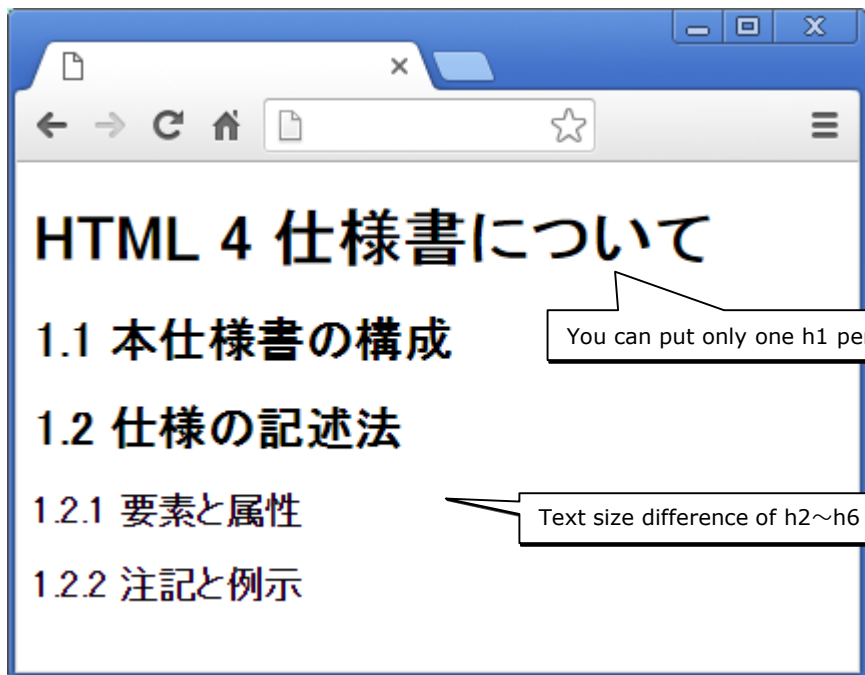 HTML 4 仕様書について
1.1 本仕様書の構成
You can put only one h1
1.2 仕様の記述法
1.2.1 要素と属性
Text size difference of h2～h6
1.2.2 注記と例示